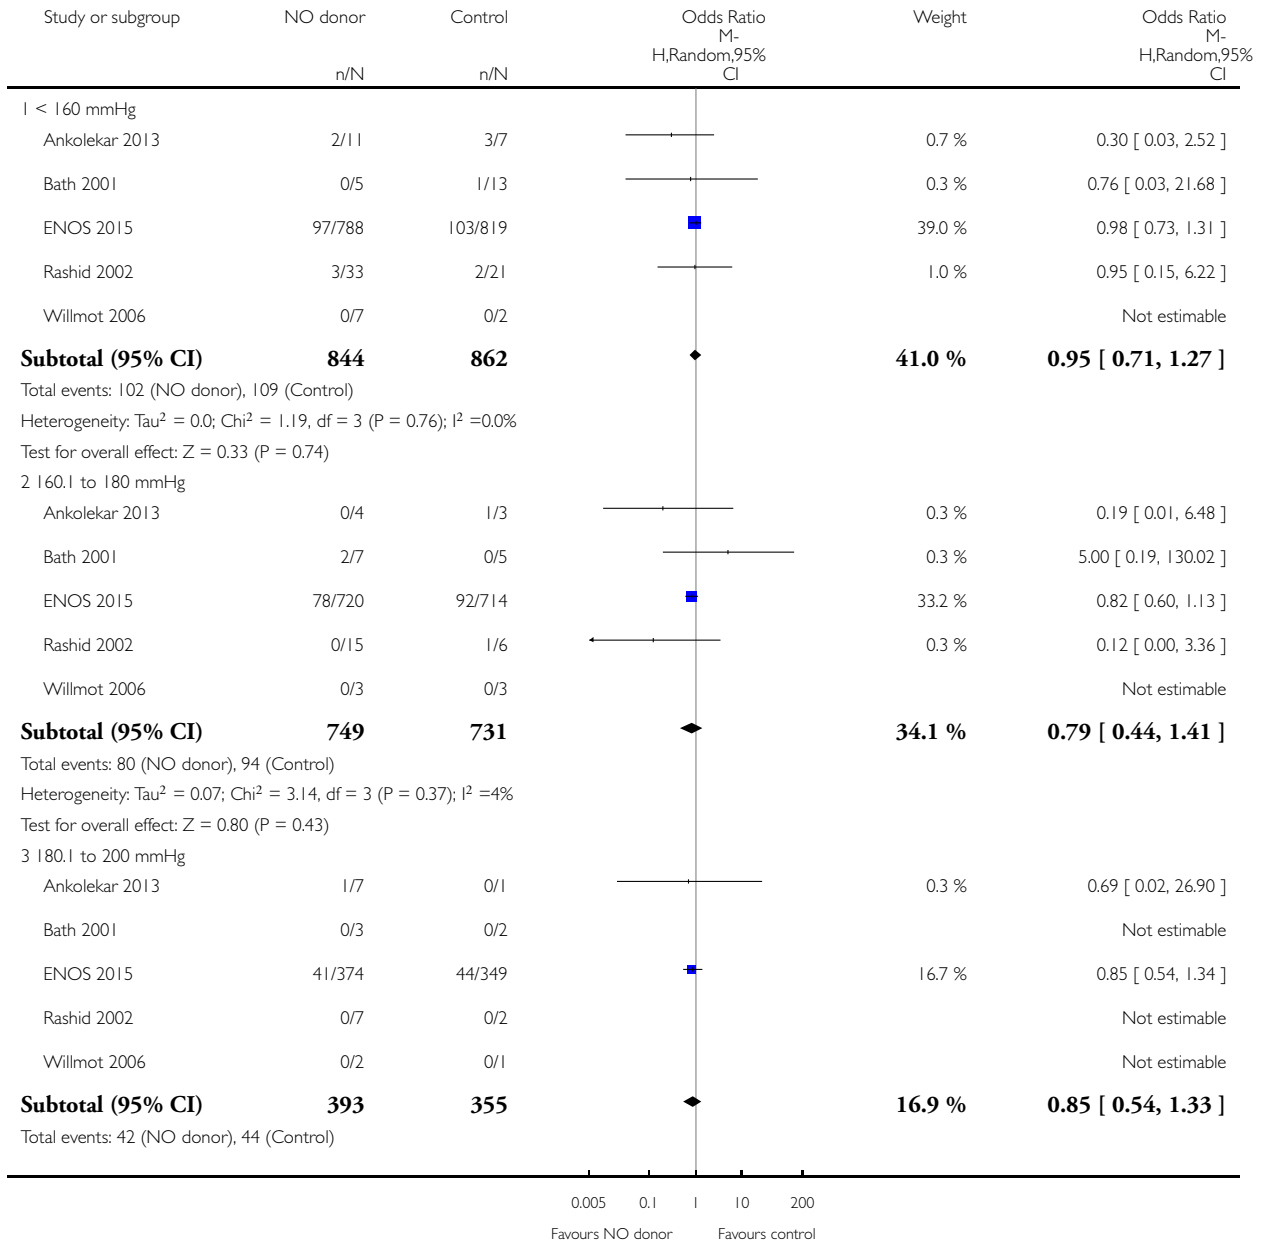 Study or subgroup NO donor Control Odds Ratio Weight Odds Ratio
M- M-
H,Random,95% H,Random,95%
n/N n/N CI CI
1 < 160 mmHg
Ankolekar 2013 2/11 3/7 0.7 % 0.30 [ 0.03, 2.52 ]
Bath 2001 0/5 1/13 0.3 % 0.76 [ 0.03, 21.68 ]
ENOS 2015 97/788 103/819 39.0 % 0.98 [ 0.73, 1.31 ]
Rashid 2002 3/33 2/21 1.0 % 0.95 [ 0.15, 6.22 ]
Willmot 2006 0/7 0/2 Not estimable
Subtotal (95% CI) 844 862 41.0 % 0.95 [ 0.71, 1.27 ]
Total events: 102 (NO donor), 109 (Control)
Heterogeneity: Tau² = 0.0; Chi² = 1.19, df = 3 (P = 0.76); I² =0.0%
Test for overall effect: Z = 0.33 (P = 0.74)
2 160.1 to 180 mmHg
Ankolekar 2013 0/4 1/3 0.3 % 0.19 [ 0.01, 6.48 ]
Bath 2001 2/7 0/5 0.3 % 5.00 [ 0.19, 130.02 ]
ENOS 2015 78/720 92/714 33.2 % 0.82 [ 0.60, 1.13 ]
Rashid 2002 0/15 1/6 0.3 % 0.12 [ 0.00, 3.36 ]
Willmot 2006 0/3 0/3 Not estimable
Subtotal (95% CI) 749 731 34.1 % 0.79 [ 0.44, 1.41 ]
Total events: 80 (NO donor), 94 (Control)
Heterogeneity: Tau² = 0.07; Chi² = 3.14, df = 3 (P = 0.37); I² =4%
Test for overall effect: Z = 0.80 (P = 0.43)
3 180.1 to 200 mmHg
Ankolekar 2013 1/7 0/1 0.3 % 0.69 [ 0.02, 26.90 ]
Bath 2001 0/3 0/2 Not estimable
ENOS 2015 41/374 44/349 16.7 % 0.85 [ 0.54, 1.34 ]
Rashid 2002 0/7 0/2 Not estimable
Willmot 2006 0/2 0/1 Not estimable
Subtotal (95% CI) 393 355 16.9 % 0.85 [ 0.54, 1.33 ]
Total events: 42 (NO donor), 44 (Control)
0.005 0.1 1 10 200
Favours NO donor Favours control